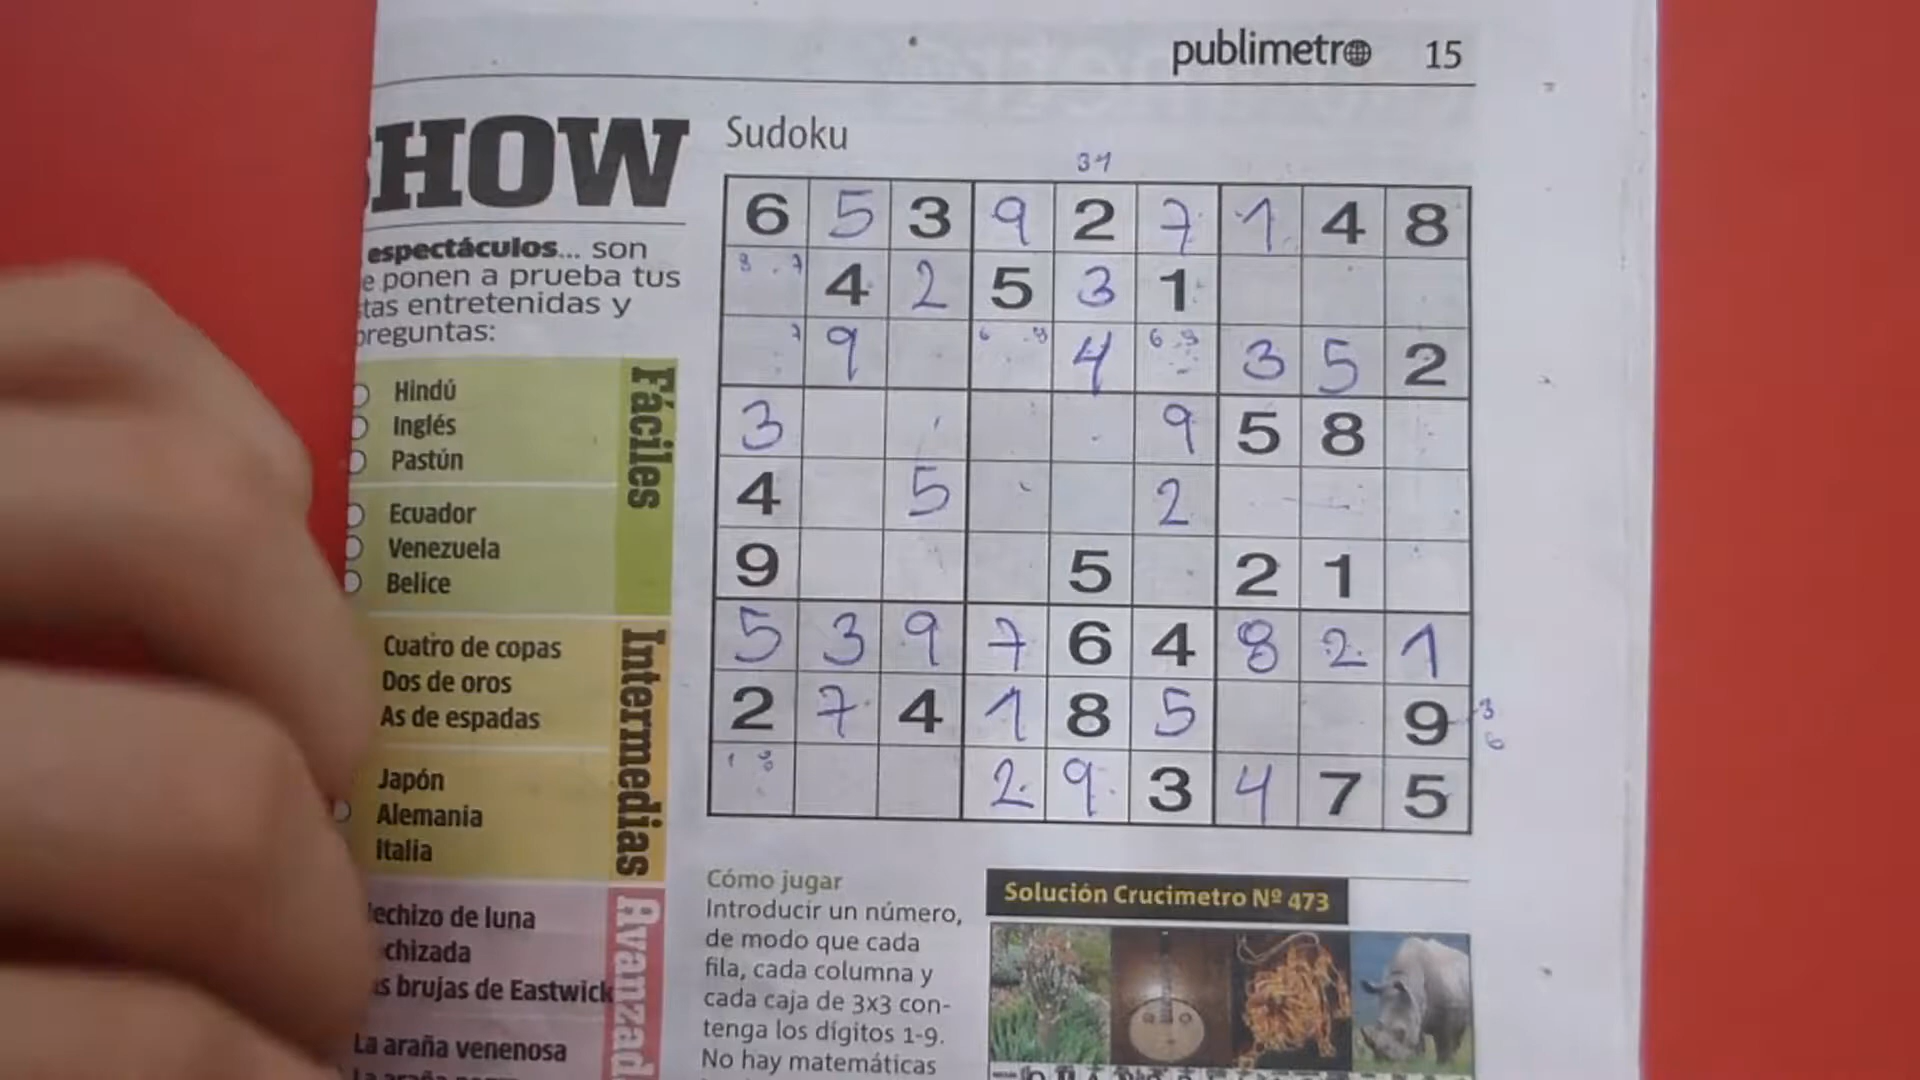 publimetro 15
SHOW
Sudoku
espectáculos... son
e ponen a prueba tus
tas entretenidas y
preguntas:
Fáciles
Hindú
Inglés
Pastún
Ecuador
Venezuela
Belice
Intermedias
Cuatro de copas
Dos de oros
As de espadas
Japón
Alemania
Italia
Avanzad
echizo de luna
chizada
as brujas de Eastwick
La araña venenosa
34
6 5 3 9 2 7 1 4 8
4 2 5 3 1
9 4 3 5 2
3 9 5 8
4 5 2
9 5 2 1
5 3 9 7 6 4 8 2 1
2 7 4 1 8 5 9
2 9 3 4 7 5
Cómo jugar
Introducir un número,
de modo que cada
fila, cada columna y
cada caja de 3x3 con-
tenga los dígitos 1-9.
No hay matemáticas
Solución Crucimetro Nº 473